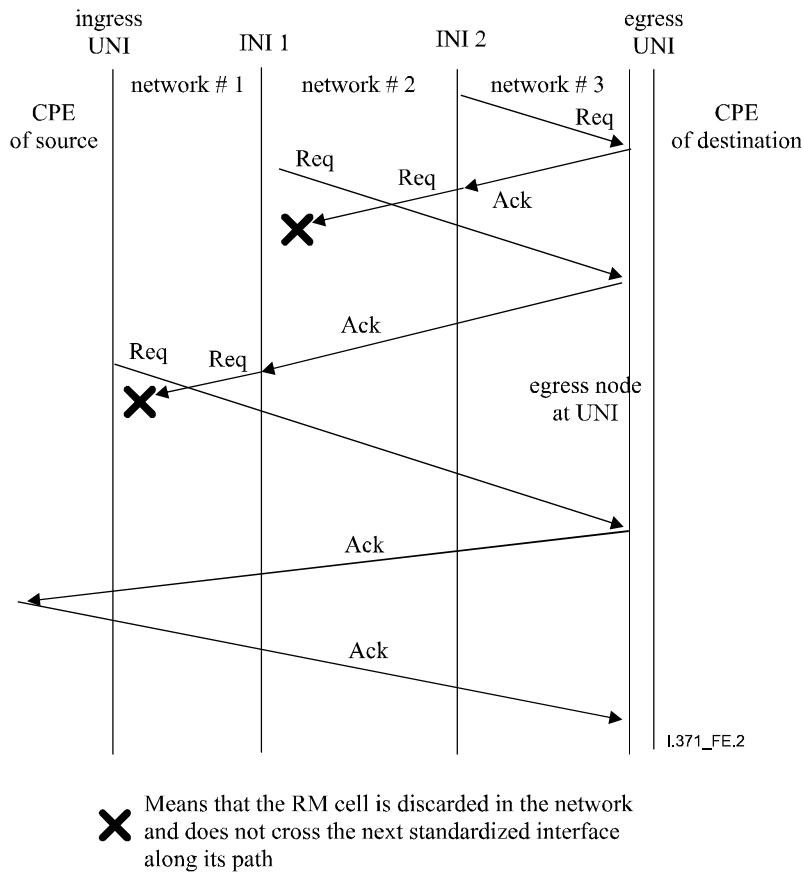 ingress
UNI
INI 1
INI 2
egress
UNI
network # 1
network # 2
network # 3
CPE
of source
CPE
of destination
Req
Req
Req
Ack
Ack
Req
Req
egress node
at UNI
Ack
Ack
I.371_FE.2
Means that the RM cell is discarded in the network
and does not cross the next standardized interface
along its path